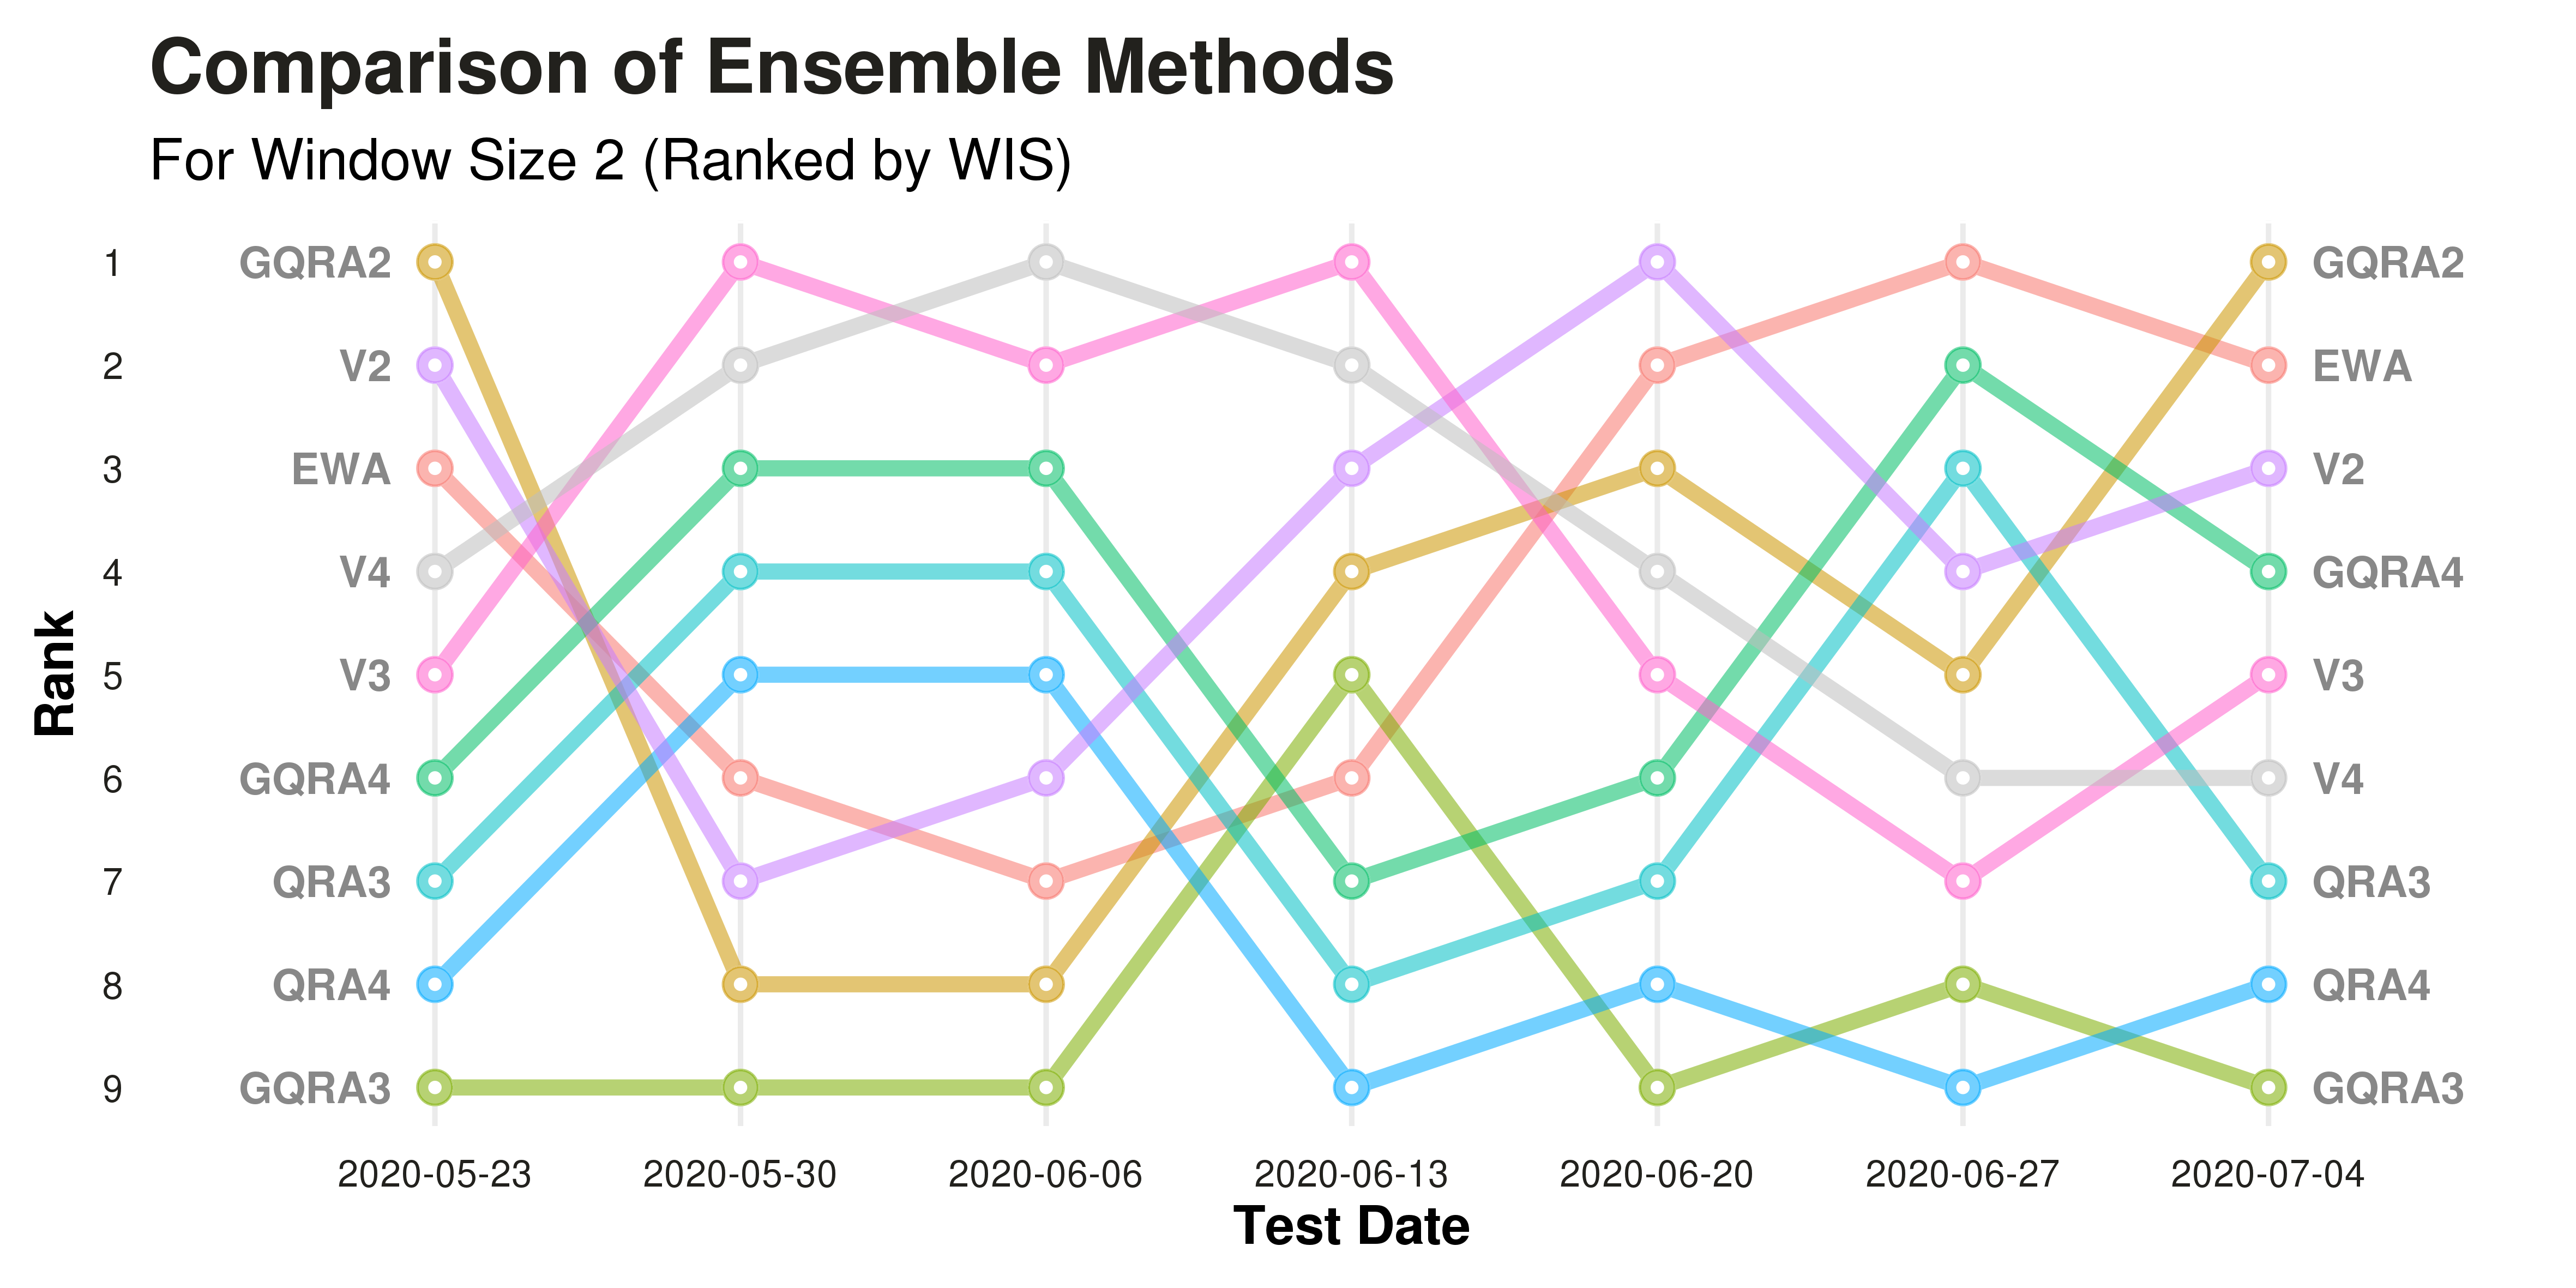 Comparison of Ensemble Methods
For Window Size 2 (Ranked by WIS)
1 GQRA2 GQRA2
2 V2 EWA
3 EWA V2
4 V4 GQRA4
5 V3 V3
6 GQRA4 V4
7 QRA3 QRA3
8 QRA4 QRA4
9 GQRA3 GQRA3
Rank
2020-05-23 2020-05-30 2020-06-06 2020-06-13 2020-06-20 2020-06-27 2020-07-04
Test Date